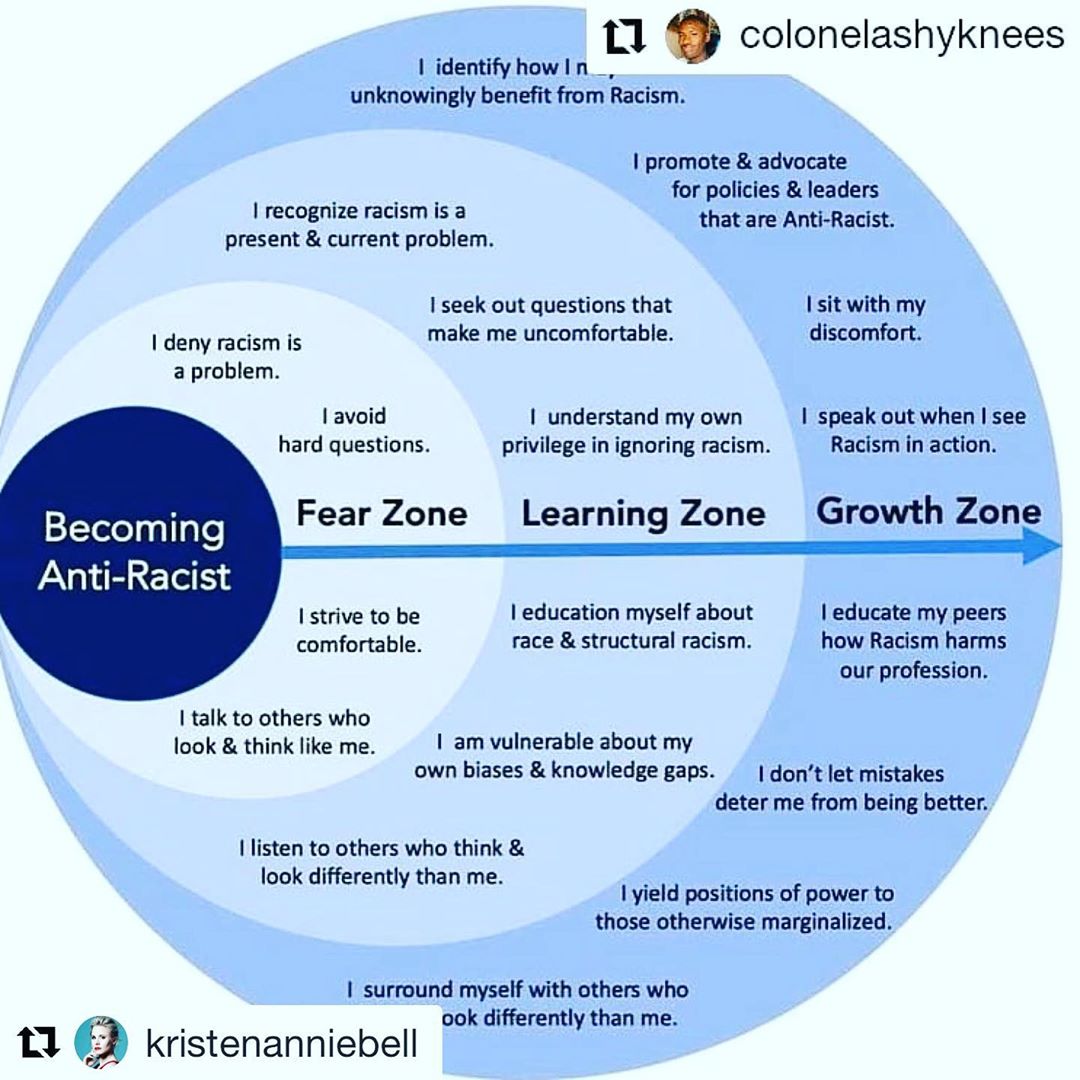 colonelashyknees
I identify how I
unknowingly benefit from Racism.
I promote & advocate
for policies & leaders
that are Anti-Racist.
I recognize racism is a
present & current problem.
I seek out questions that
make me uncomfortable.
I sit with my
discomfort.
I deny racism is
a problem.
I avoid
hard questions.
I understand my own
privilege in ignoring racism.
I speak out when I see
Racism in action.
Becoming
Anti-Racist
Fear Zone
Learning Zone
Growth Zone
I strive to be
comfortable.
I education myself about
race & structural racism.
I educate my peers
how Racism harms
our profession.
I talk to others who
look & think like me.
I am vulnerable about my
own biases & knowledge gaps.
I don't let mistakes
deter me from being better.
I listen to others who think &
look differently than me.
I yield positions of power to
those otherwise marginalized.
I surround myself with others who
ook differently than me.
kristenanniebell